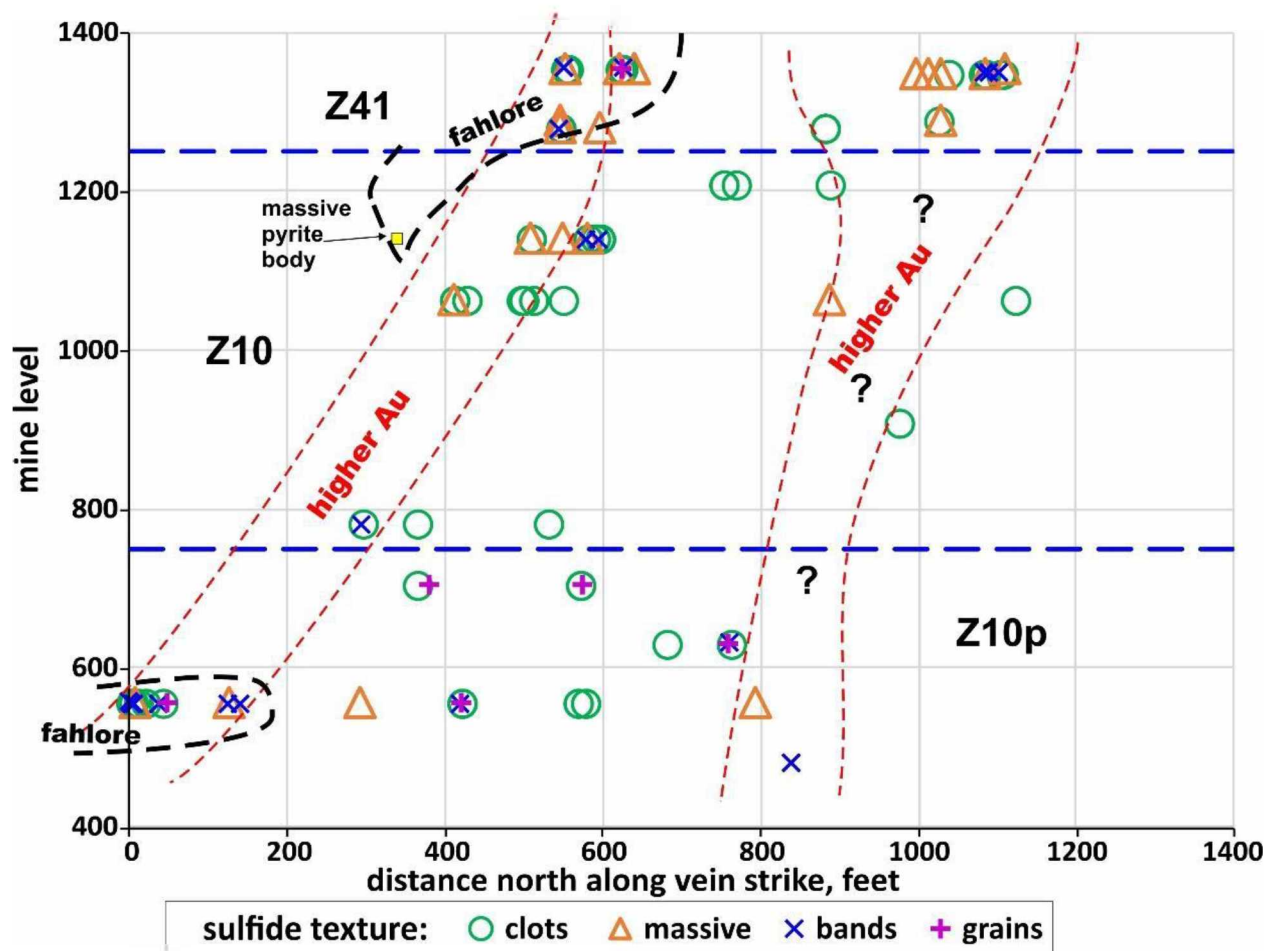 1400
1200
1000
800
600
400
mine level
Z41
fahlore
massive
pyrite
body
?
higher Au
Z10
?
higher Au
?
Z10p
fahlore
0
200
400
600
800
1000
1200
1400
distance north along vein strike, feet
sulfide texture: clots massive bands grains